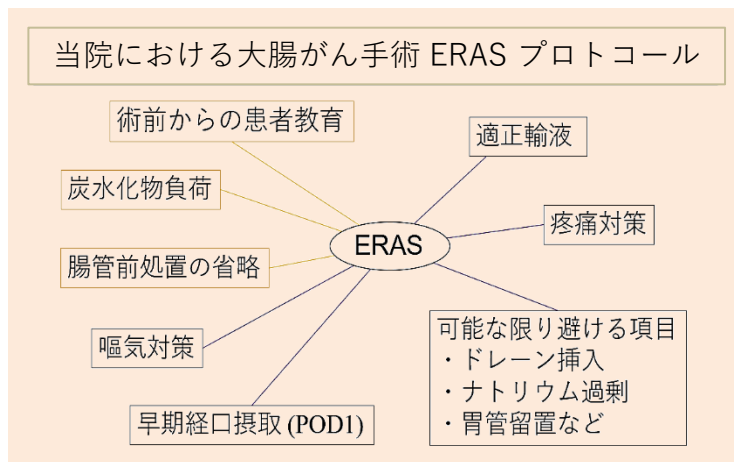 当院における大腸がん手術 ERAS プロトコール
術前からの患者教育
適正輸液
炭水化物負荷
疼痛対策
ERAS
腸管前処置の省略
嘔気対策
可能な限り避ける項目
・ドレーン挿入
・ナトリウム過剰
・胃管留置など
早期経口摂取 (POD1)